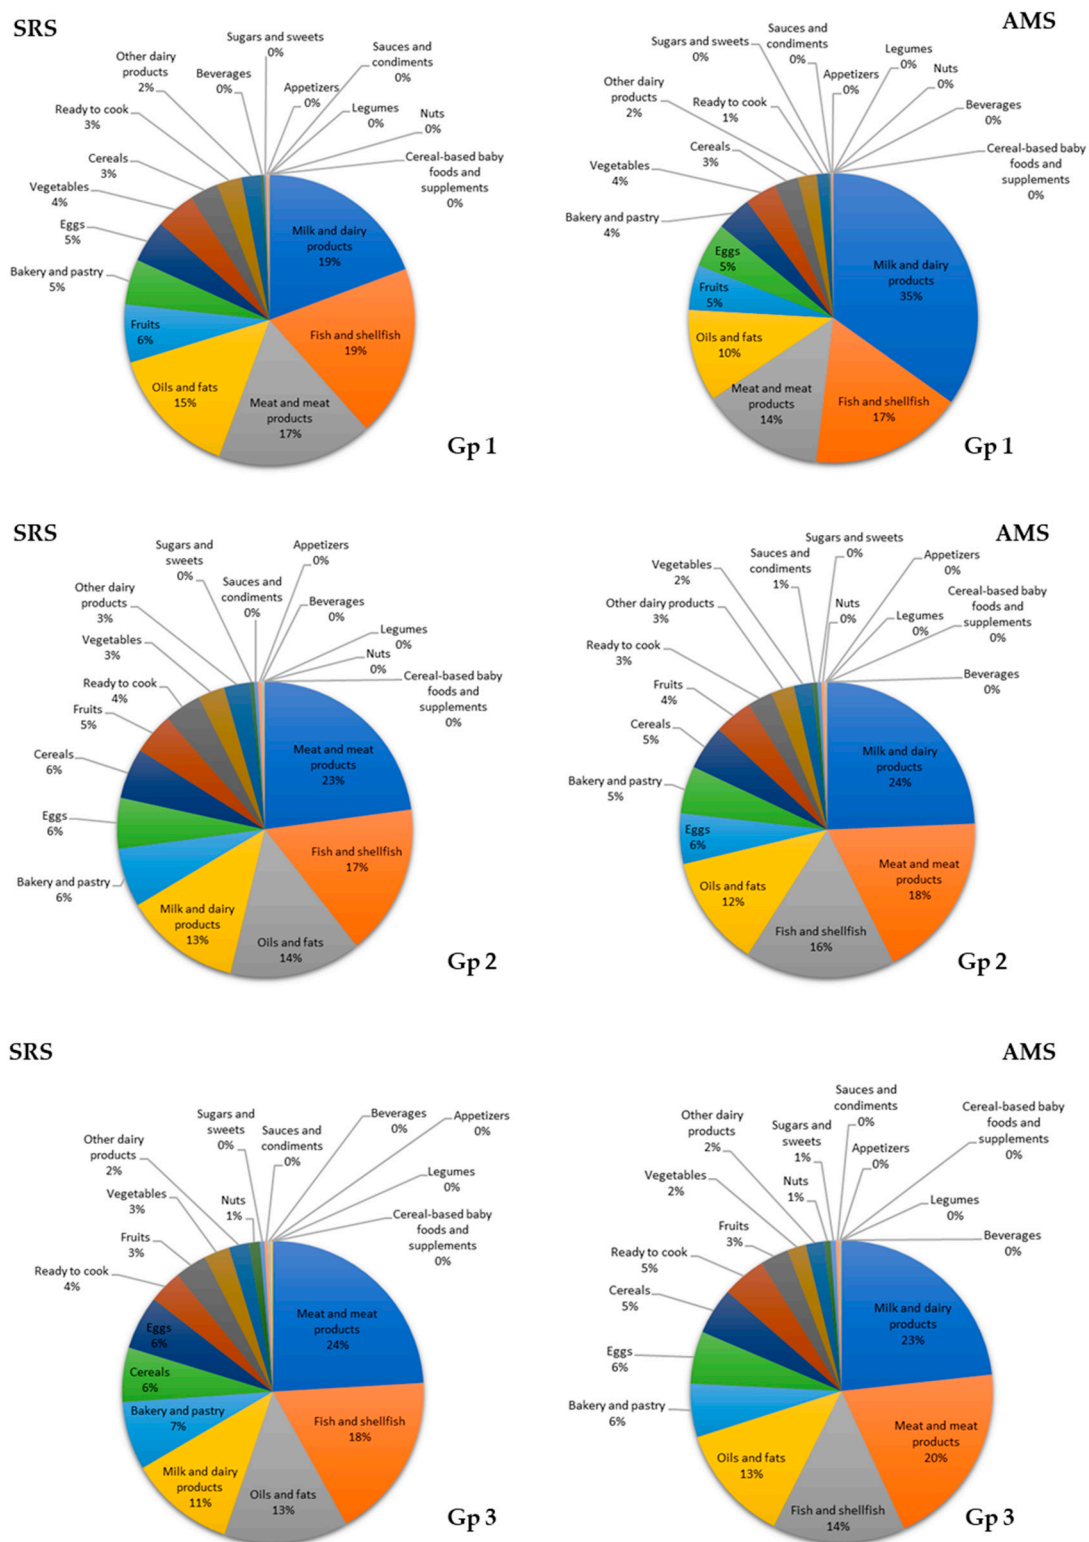 SRS
Sugars and sweets
0%
Sauces and
condiments
0%
Other dairy
products
2%
Beverages
0%
Appetizers
0%
Ready to cook
3%
Legumes
0%
Nuts
0%
Cereals
3%
Cereal-based baby
foods and
supplements
0%
Vegetables
4%
Eggs
5%
Bakery and pastry
5%
Milk and dairy
products
19%
Fruits
6%
Fish and shellfish
19%
Oils and fats
15%
Meat and meat
products
17%
Gp 1
AMS
Sauces and
condiments
0%
Sugars and sweets
0%
Legumes
0%
Appetizers
0%
Nuts
0%
Other dairy
products
2%
Ready to cook
1%
Beverages
0%
Cereals
3%
Cereal-based baby
foods and
supplements
0%
Vegetables
4%
Bakery and pastry
4%
Eggs
5%
Milk and dairy
products
35%
Fruits
5%
Oils and fats
10%
Meat and meat
products
14%
Fish and shellfish
17%
Gp 1
SRS
Sugars and
sweets
0%
Appetizers
0%
Sauces and
condiments
0%
Other dairy
products
3%
Beverages
0%
Vegetables
3%
Legumes
0%
Nuts
0%
Ready to cook
4%
Cereal-based baby
foods and
supplements
0%
Fruits
5%
Cereals
6%
Meat and meat
products
23%
Eggs
6%
Fish and shellfish
17%
Bakery and pastry
6%
Milk and dairy
products
13%
Oils and fats
14%
Gp 2
AMS
Sugars and sweets
0%
Sauces and
condiments
1%
Appetizers
0%
Vegetables
2%
Cereal-based baby
foods and
supplements
0%
Other dairy products
3%
Nuts
0%
Legumes
0%
Ready to cook
3%
Beverages
0%
Fruits
4%
Cereals
5%
Milk and dairy
products
24%
Bakery and pastry
5%
Eggs
6%
Meat and meat
products
18%
Oils and fats
12%
Fish and shellfish
16%
Gp 2
SRS
Beverages
0%
Appetizers
0%
Sugars and
sweets
0%
Sauces and
condiments
0%
Other dairy
products
2%
Legumes
0%
Vegetables
3%
Nuts
1%
Cereal-based baby
foods and
supplements
0%
Fruits
3%
Ready to cook
4%
Meat and meat
products
24%
Eggs
6%
Cereals
6%
Bakery and pastry
7%
Fish and shellfish
18%
Milk and dairy
products
11%
Oils and fats
13%
Gp 3
AMS
Sauces and
condiments
0%
Cereal-based baby
foods and
supplements
0%
Other dairy
products
2%
Sugars and
sweets
1%
Appetizers
0%
Vegetables
2%
Nuts
1%
Legumes
0%
Fruits
3%
Beverages
0%
Ready to cook
5%
Cereals
5%
Milk and dairy
products
23%
Eggs
6%
Bakery and pastry
6%
Meat and meat
products
20%
Oils and fats
13%
Fish and shellfish
14%
Gp 3